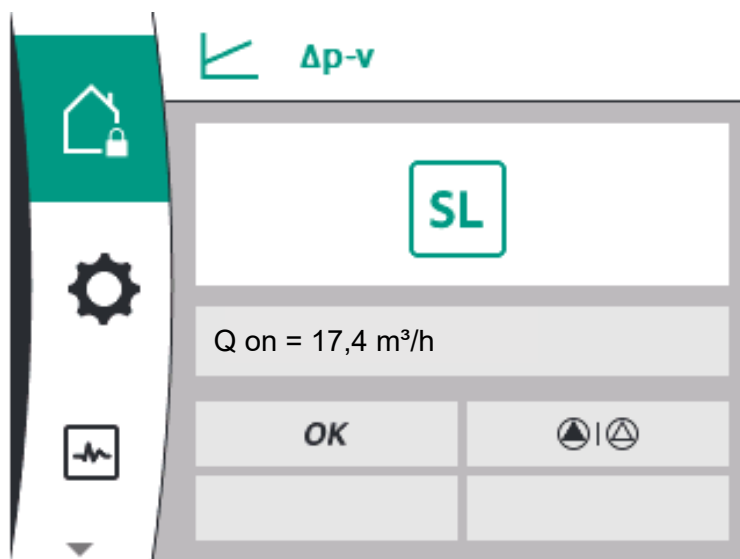 Δp-v
SL
Q on = 17,4 m³/h
OK